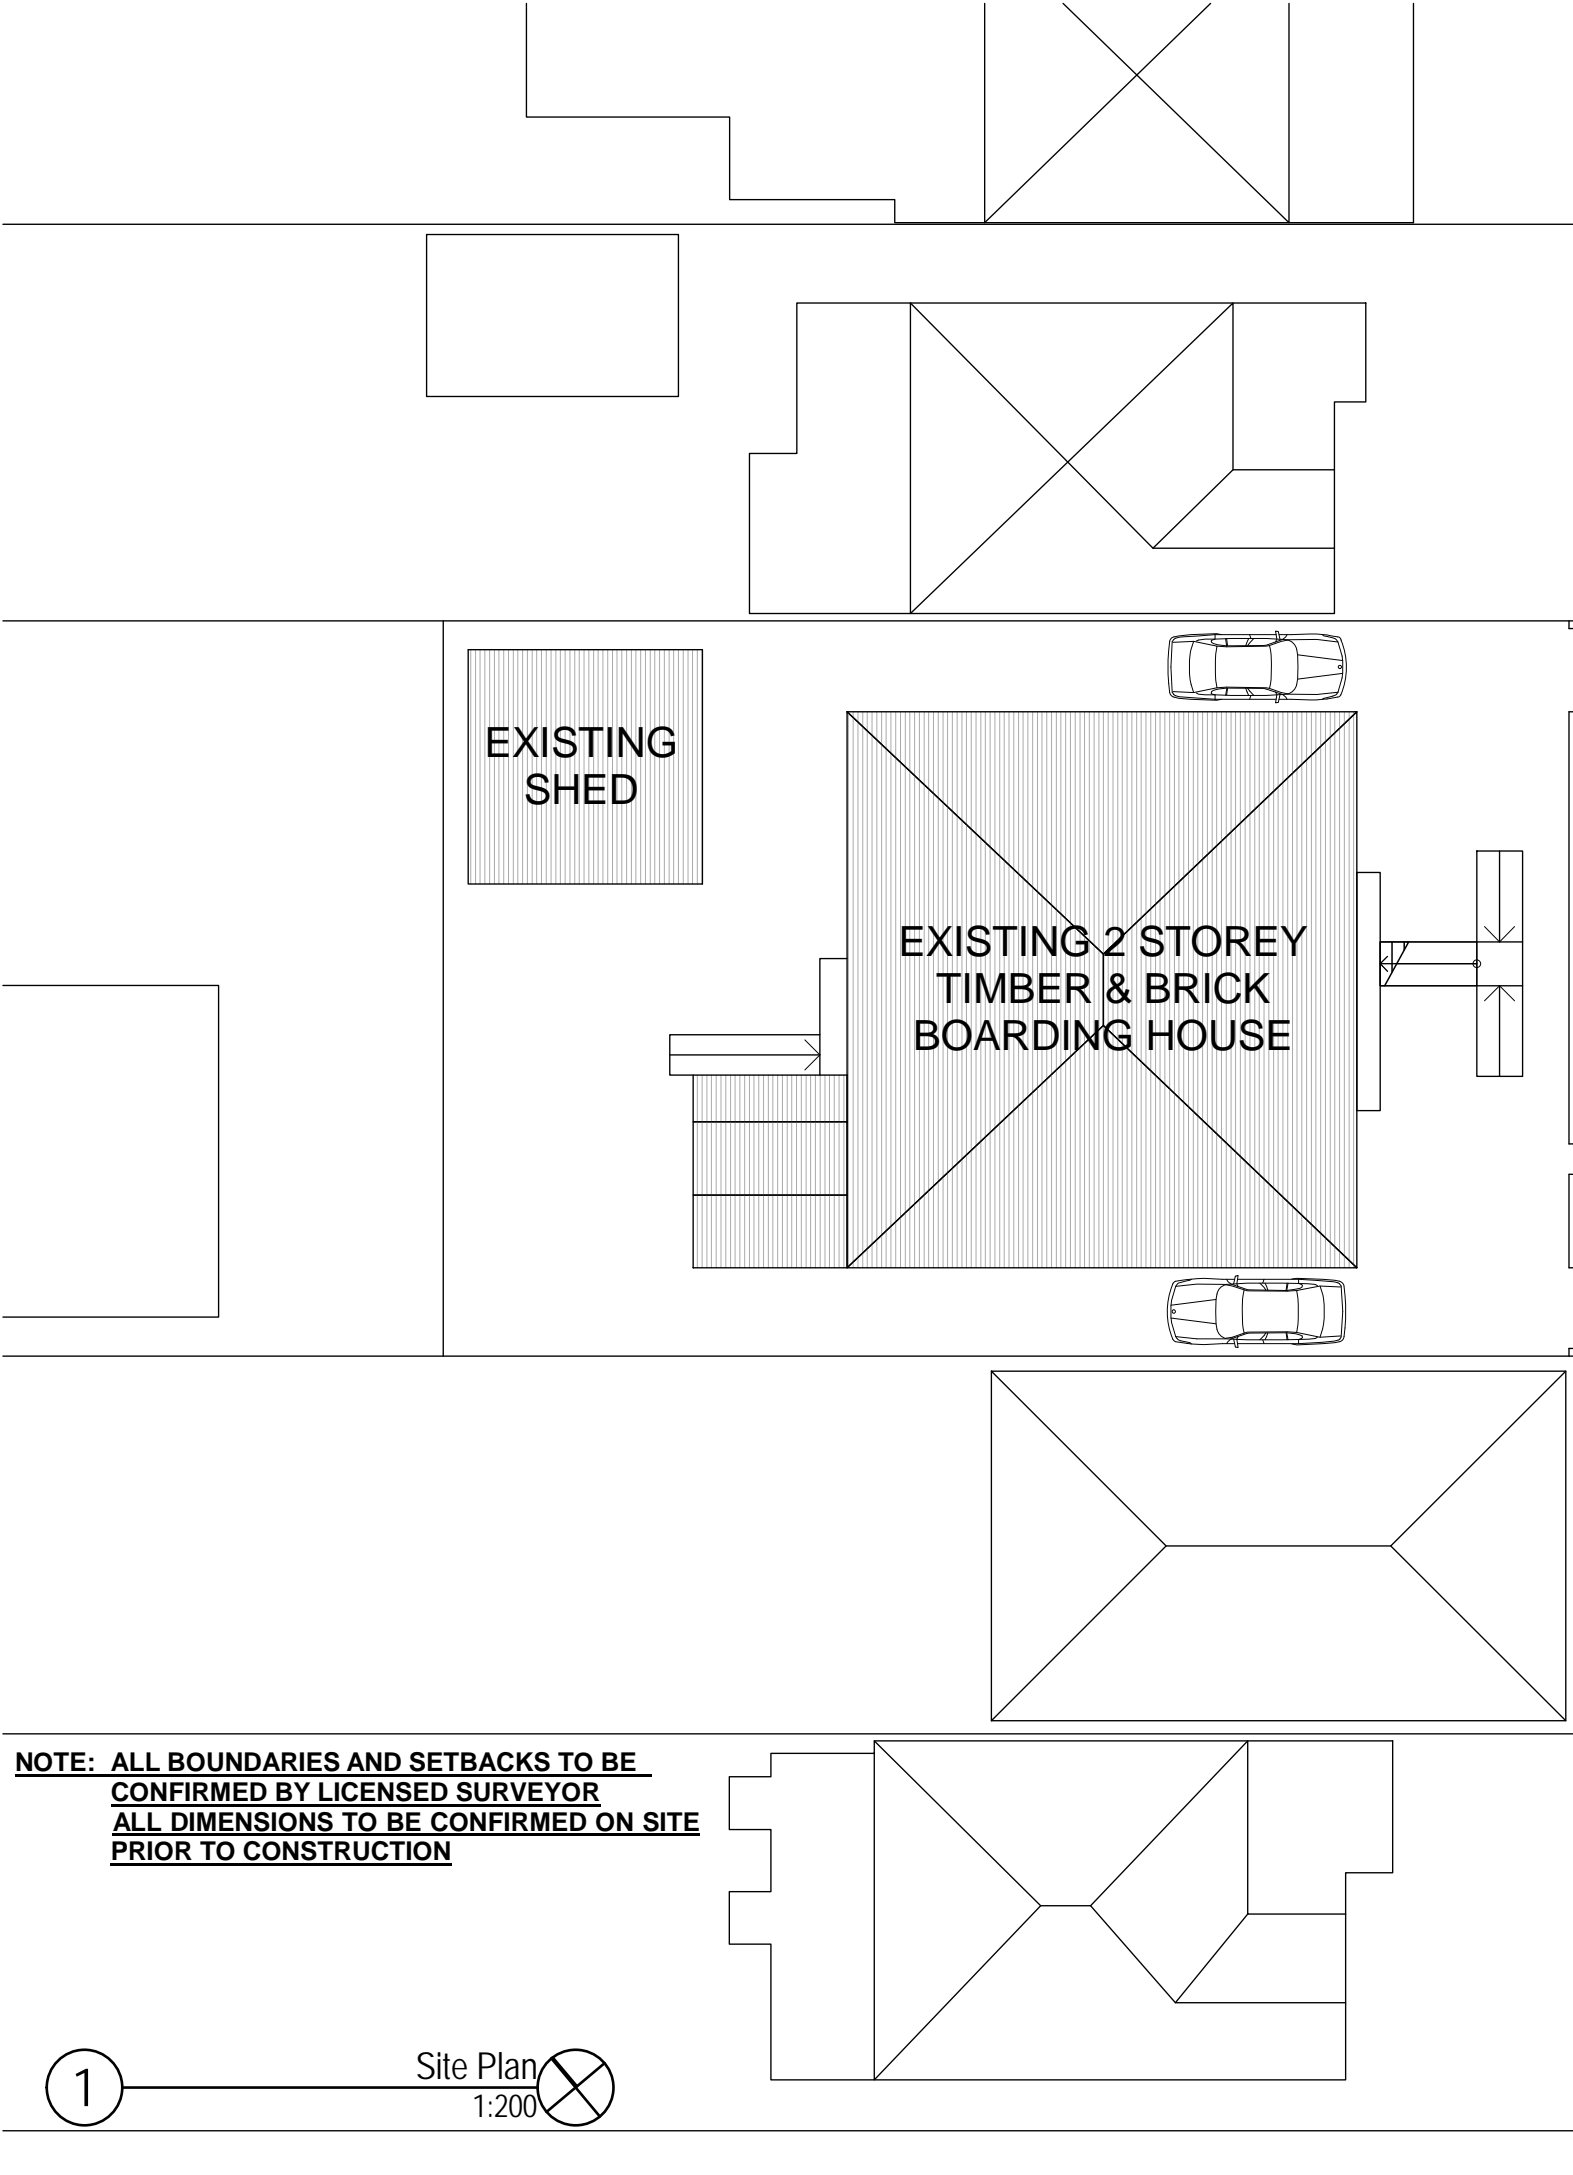 EXISTING
SHED
EXISTING 2 STOREY
TIMBER & BRICK
BOARDING HOUSE
NOTE: ALL BOUNDARIES AND SETBACKS TO BE
CONFIRMED BY LICENSED SURVEYOR
ALL DIMENSIONS TO BE CONFIRMED ON SITE
PRIOR TO CONSTRUCTION
1
Site Plan
1:200